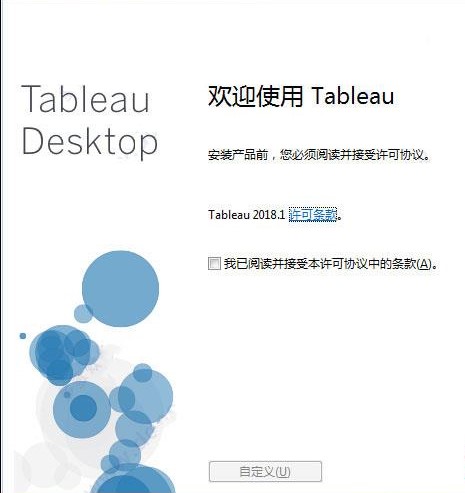 Tableau
Desktop
欢迎使用 Tableau
安装产品前，您必须阅读并接受许可协议。
Tableau 2018.1 许可条款。
我已阅读并接受本许可协议中的条款(A)。
自定义(U)